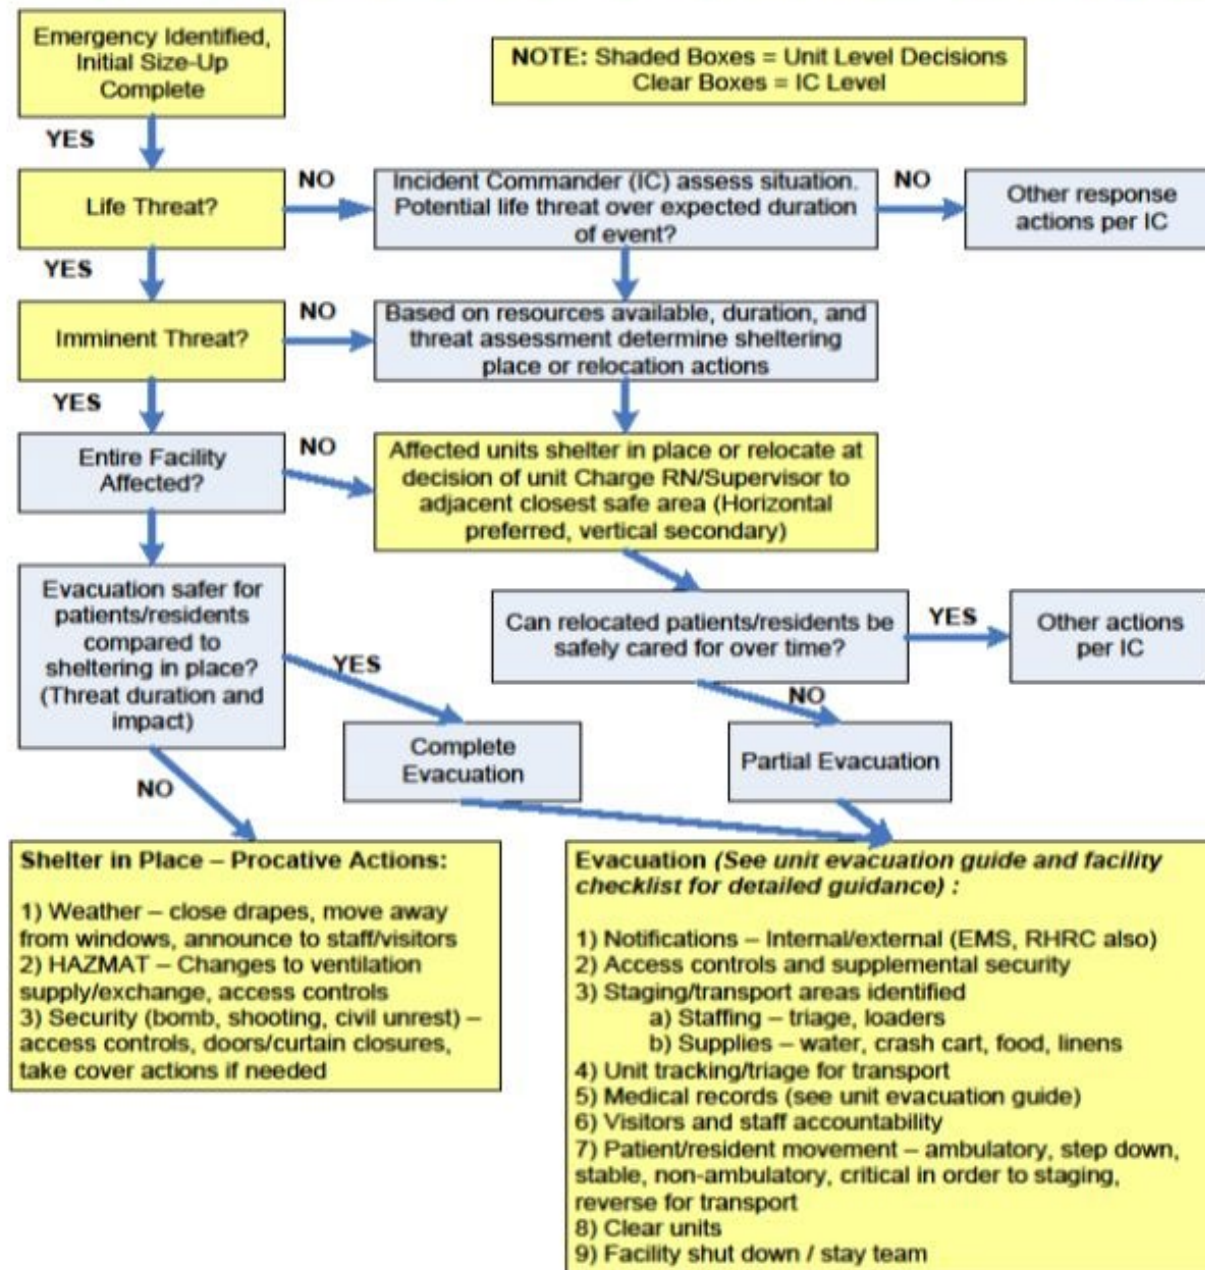 Emergency Identified,
Initial Size-Up
Complete
NOTE: Shaded Boxes = Unit Level Decisions
Clear Boxes = IC Level
YES
Life Threat?
NO
Incident Commander (IC) assess situation.
Potential life threat over expected duration
of event?
NO
Other response
actions per IC
YES
Imminent Threat?
NO
Based on resources available, duration, and
threat assessment determine sheltering
place or relocation actions
YES
Entire Facility
Affected?
NO
Affected units shelter in place or relocate at
decision of unit Charge RN/Supervisor to
adjacent closest safe area (Horizontal
preferred, vertical secondary)
Evacuation safer for
patients/residents
compared to
sheltering in place?
(Threat duration and
impact)
YES
Can relocated patients/residents be
safely cared for over time?
YES
Other actions
per IC
NO
Complete
Evacuation
Partial Evacuation
NO
Shelter in Place – Procative Actions:
1) Weather – close drapes, move away
from windows, announce to staff/visitors
2) HAZMAT – Changes to ventilation
supply/exchange, access controls
3) Security (bomb, shooting, civil unrest) –
access controls, doors/curtain closures,
take cover actions if needed
Evacuation (See unit evacuation guide and facility
checklist for detailed guidance) :
1) Notifications – Internal/external (EMS, RHRC also)
2) Access controls and supplemental security
3) Staging/transport areas identified
a) Staffing – triage, loaders
b) Supplies – water, crash cart, food, linens
4) Unit tracking/triage for transport
5) Medical records (see unit evacuation guide)
6) Visitors and staff accountability
7) Patient/resident movement – ambulatory, step down,
stable, non-ambulatory, critical in order to staging,
reverse for transport
8) Clear units
9) Facility shut down / stay team